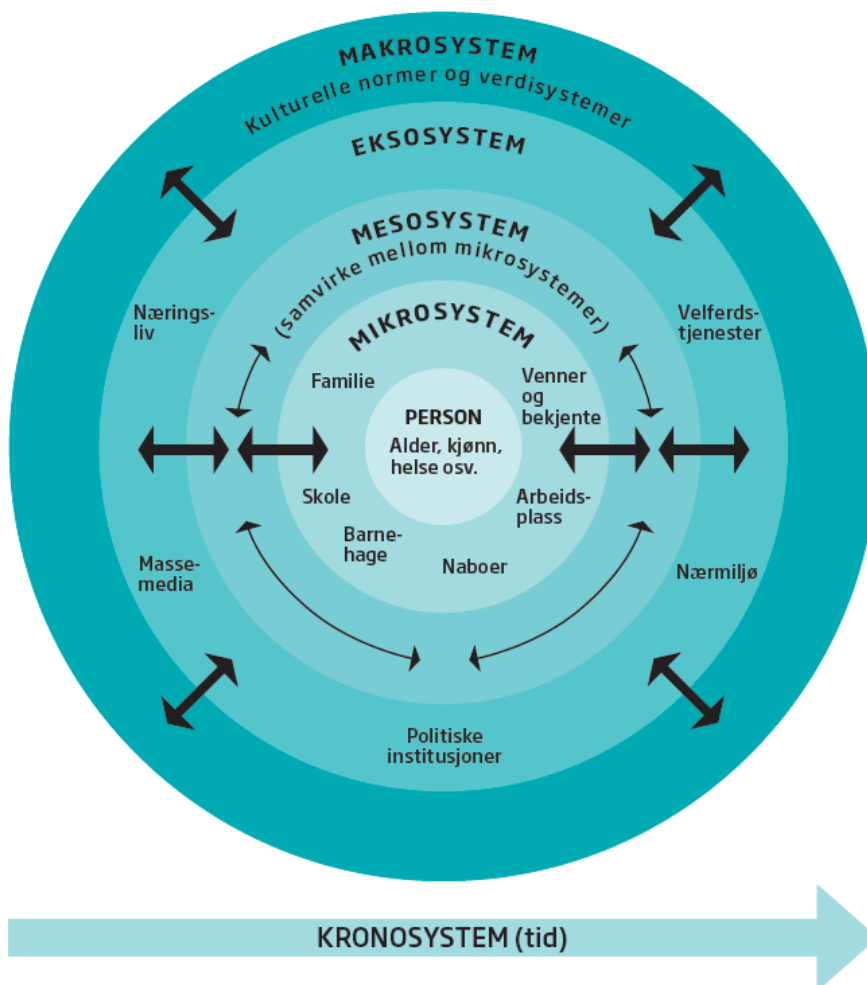 MAKROSYSTEM
Kulturelle normer og verdisystemer
EKSOSYSTEM
MESOSYSTEM
(samvirke mellom mikrosystemer)
MIKROSYSTEM
Nærings-
liv
Velferds-
tjenester
Familie
Venner
og
bekjente
PERSON
Alder, kjønn,
helse osv.
Skole
Arbeids-
plass
Barne-
hage
Naboer
Masse-
media
Nærmiljø
Politiske
institusjoner
KRONOSYSTEM (tid)